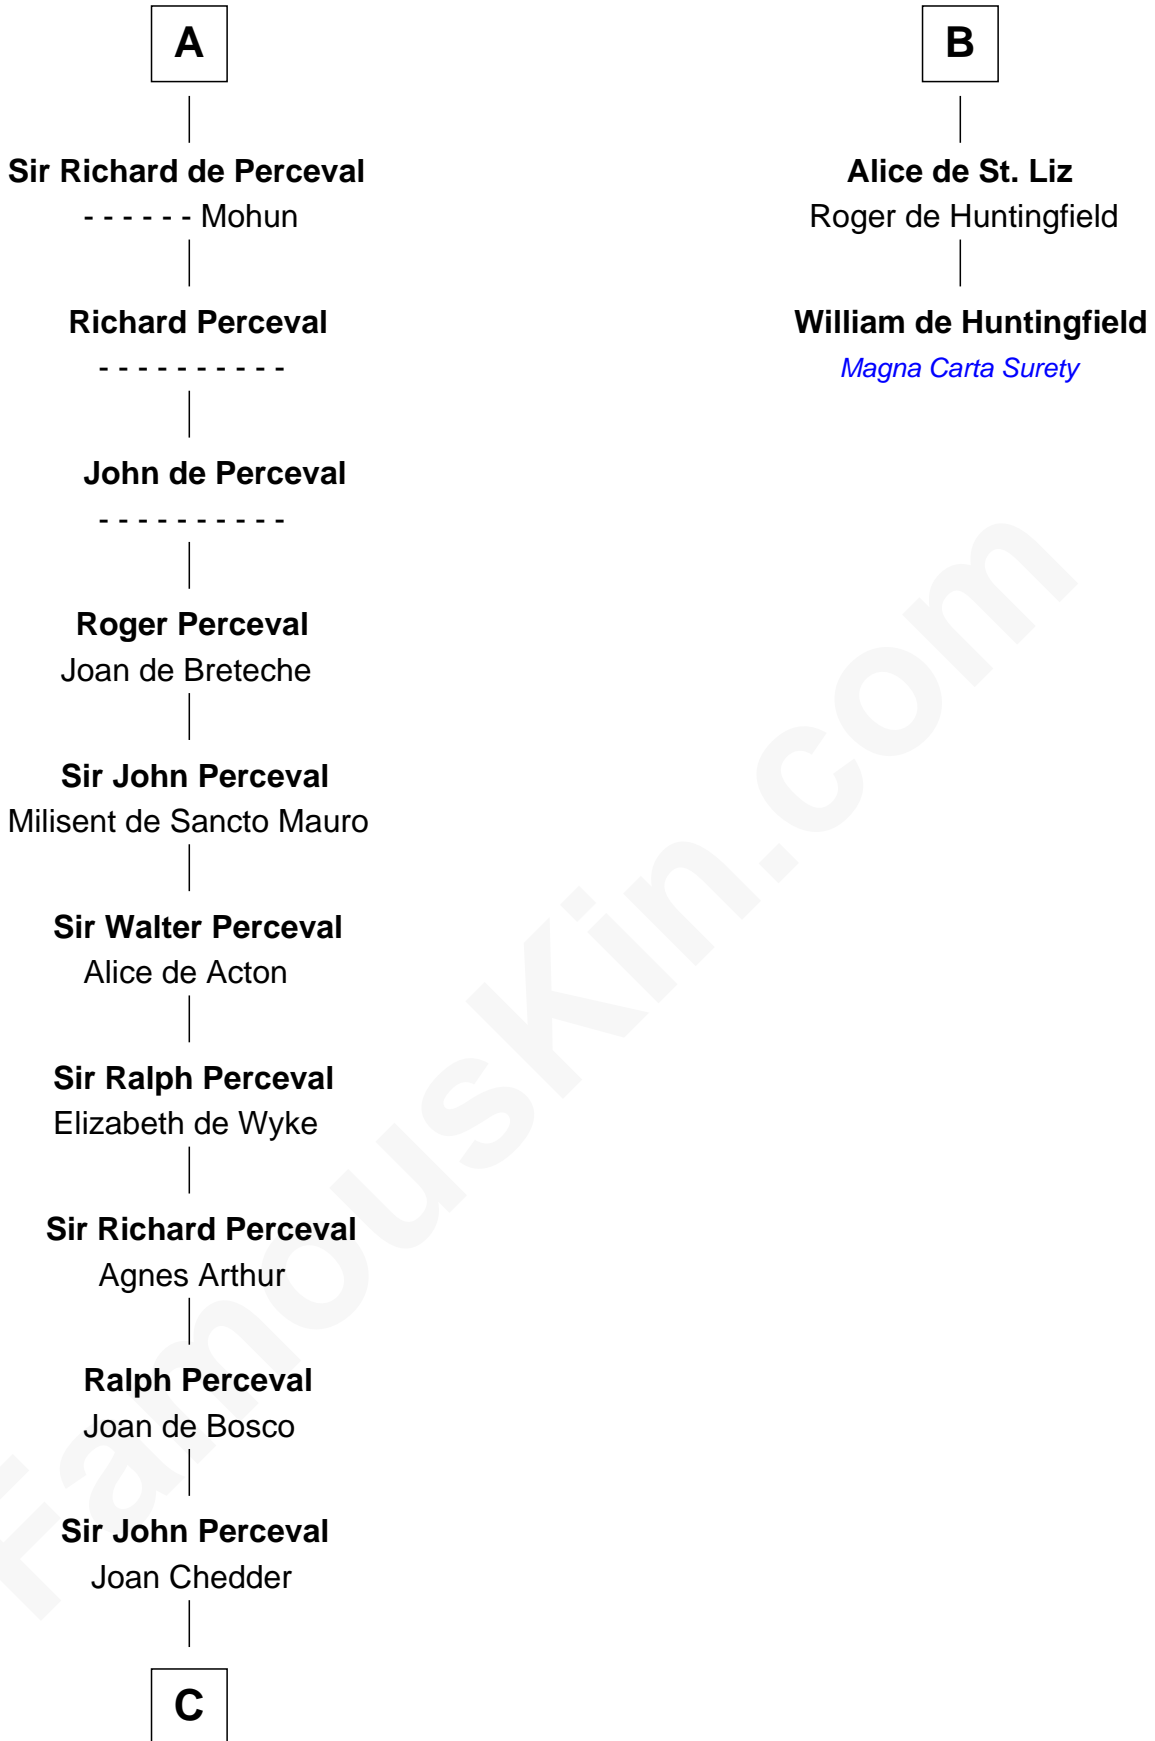 A
Sir Richard de Perceval
- - - - - - Mohun
Richard Perceval
- - - - - - - - - -
John de Perceval
- - - - - - - - - -
Roger Perceval
Joan de Breteche
Sir John Perceval
Milisent de Sancto Mauro
Sir Walter Perceval
Alice de Acton
Sir Ralph Perceval
Elizabeth de Wyke
Sir Richard Perceval
Agnes Arthur
Ralph Perceval
Joan de Bosco
Sir John Perceval
Joan Chedder
C
B
Alice de St. Liz
Roger de Huntingfield
William de Huntingfield
Magna Carta Surety
FamousKin.com